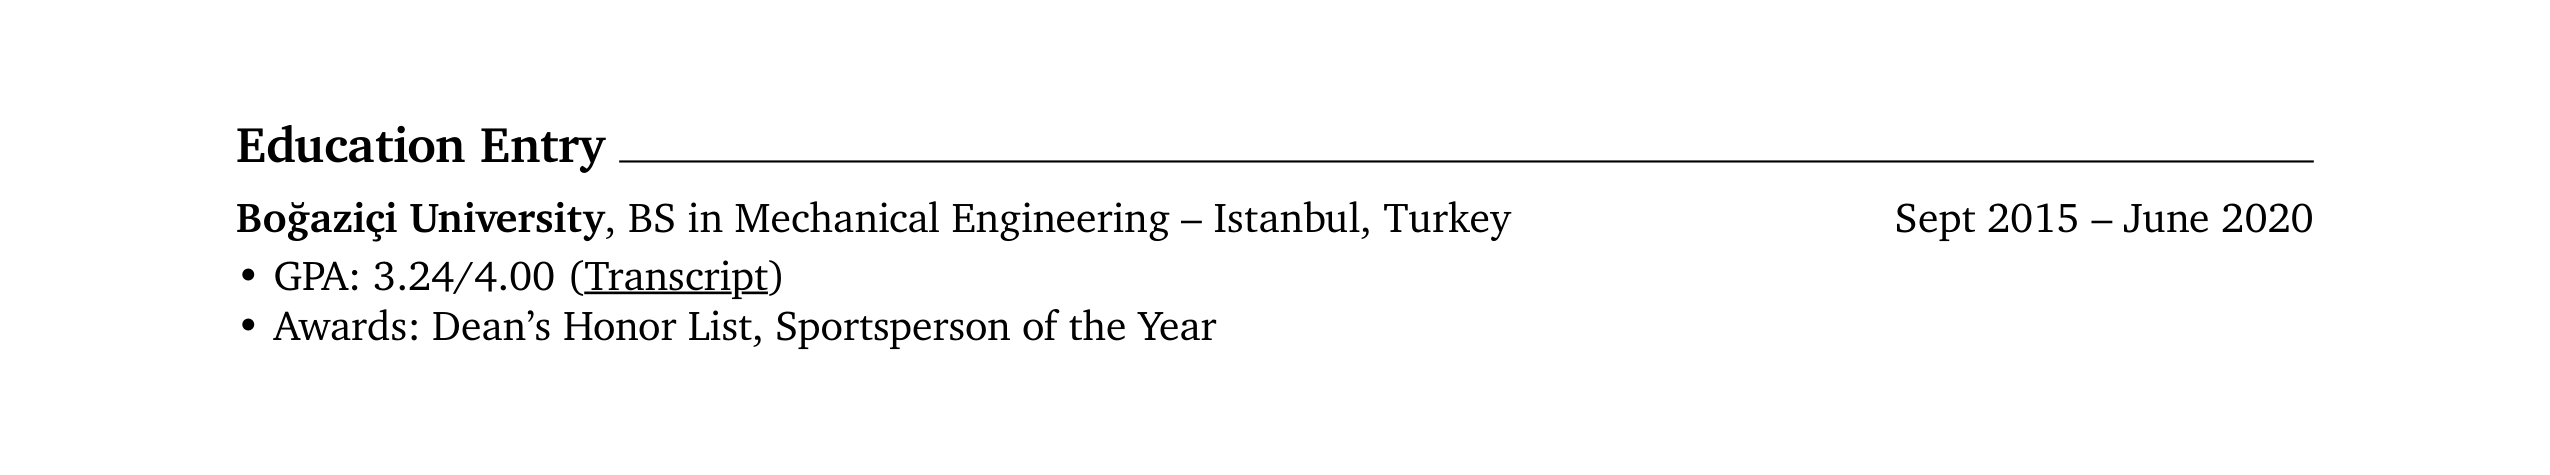 Education Entry
Boğaziçi University, BS in Mechanical Engineering – Istanbul, Turkey Sept 2015 – June 2020
• GPA: 3.24/4.00 (Transcript)
• Awards: Dean’s Honor List, Sportsperson of the Year